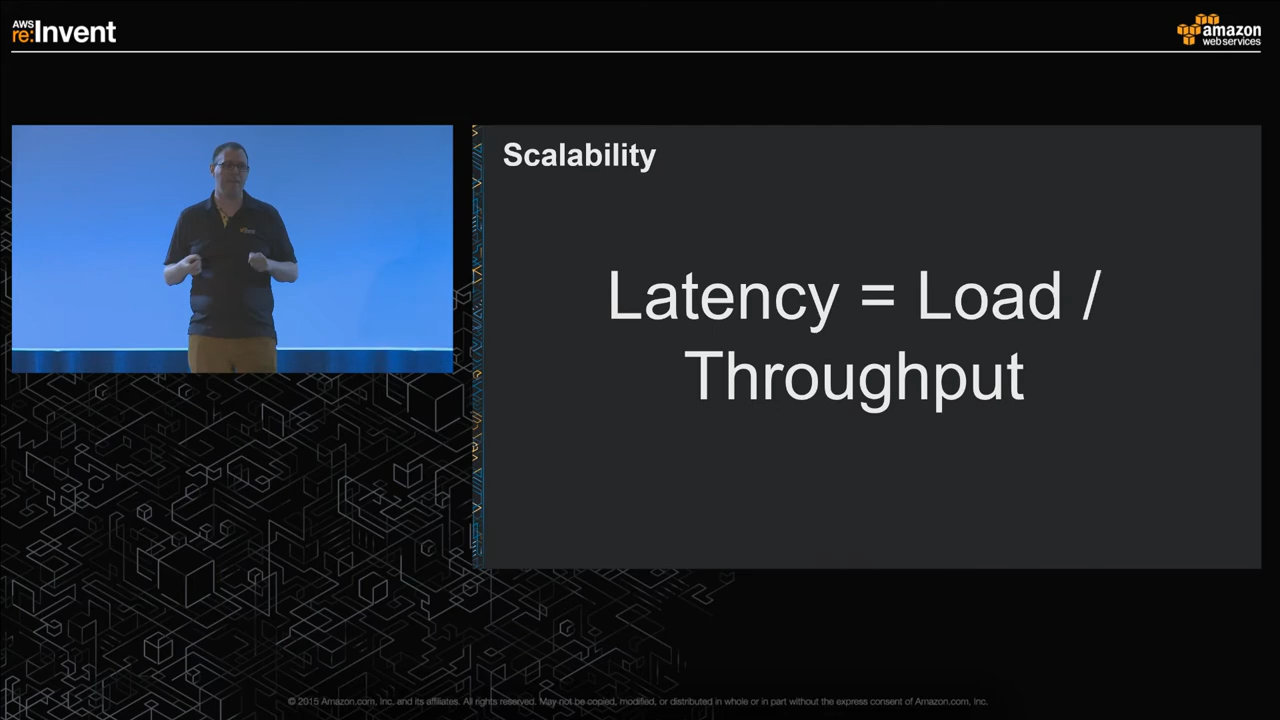 AWS
re:Invent
amazon
web services
Scalability
Latency = Load /
Throughput
© 2015 Amazon.com, Inc. and its affiliates. All rights reserved. May not be copied, modified, or distributed in whole or in part without the express consent of Amazon.com, Inc.